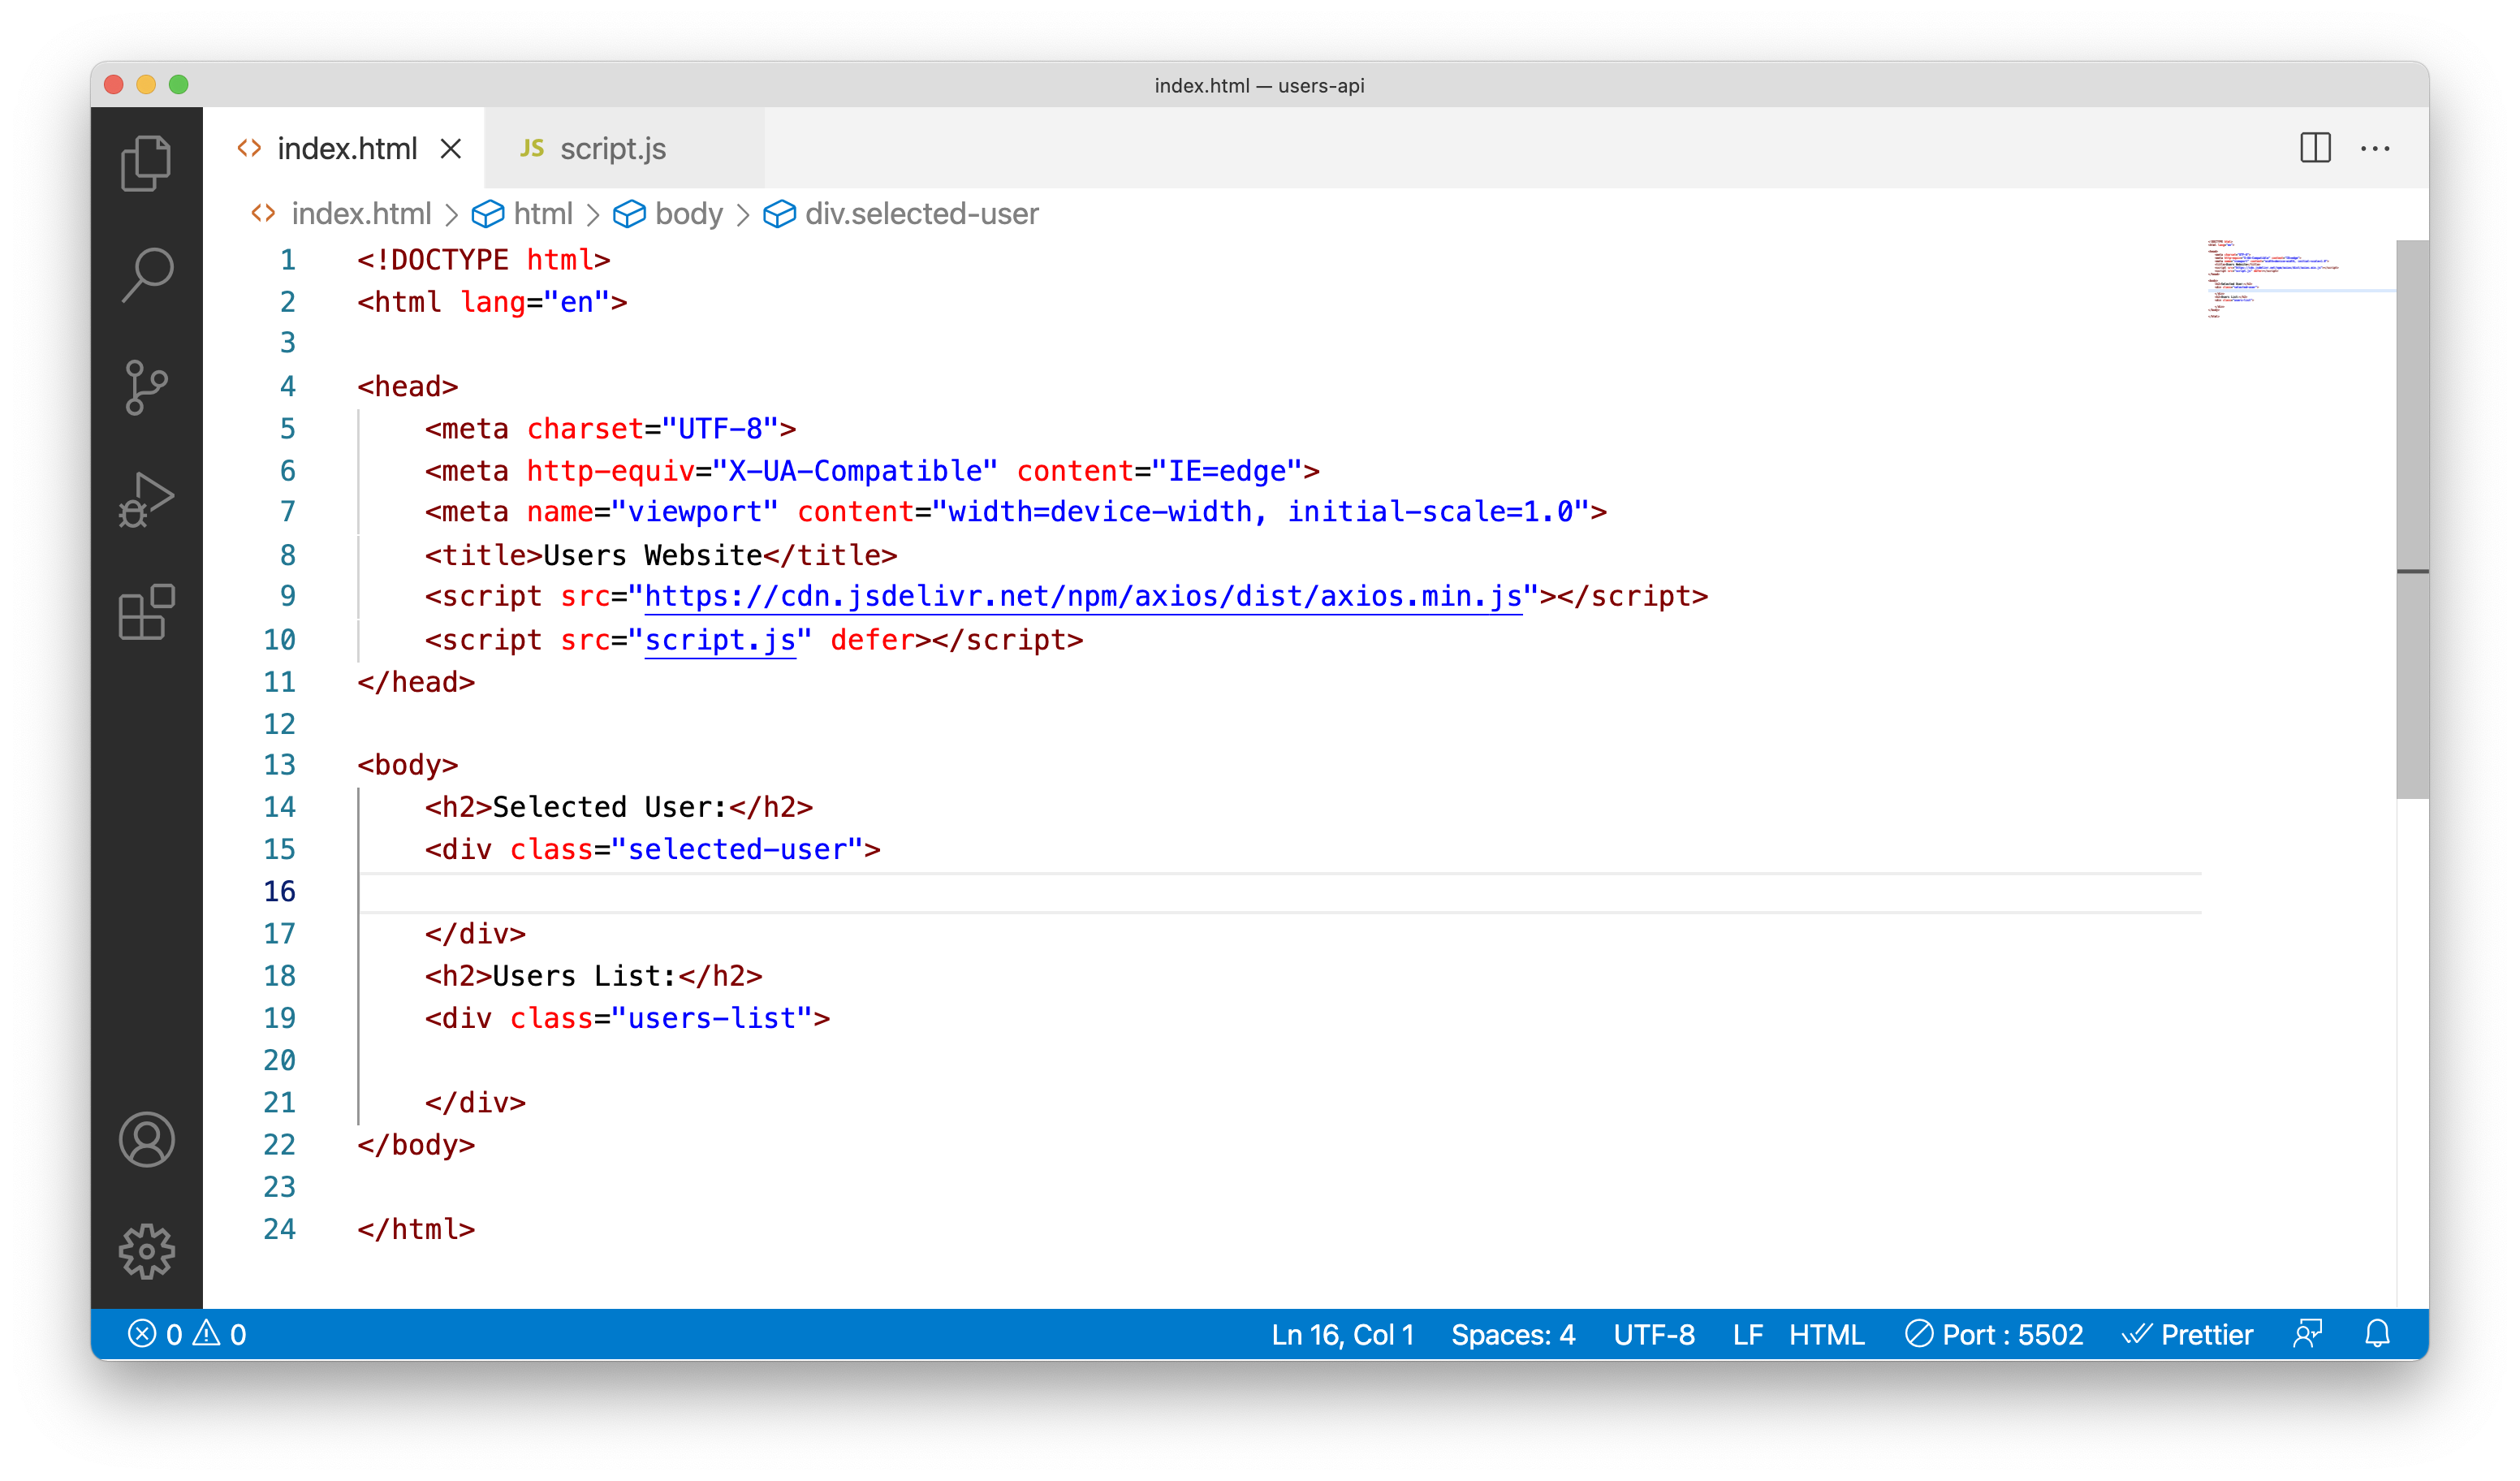 index.html — users-api
index.html
JS script.js
index.html > html > body > div.selected-user
1 <!DOCTYPE html>
2 <html lang="en">
3
4 <head>
5     <meta charset="UTF-8">
6     <meta http-equiv="X-UA-Compatible" content="IE=edge">
7     <meta name="viewport" content="width=device-width, initial-scale=1.0">
8     <title>Users Website</title>
9     <script src="https://cdn.jsdelivr.net/npm/axios/dist/axios.min.js"></script>
10     <script src="script.js" defer></script>
11 </head>
12
13 <body>
14     <h2>Selected User:</h2>
15     <div class="selected-user">
16
17     </div>
18     <h2>Users List:</h2>
19     <div class="users-list">
20
21     </div>
22 </body>
23
24 </html>
0 0 Ln 16, Col 1 Spaces: 4 UTF-8 LF HTML Port : 5502 Prettier